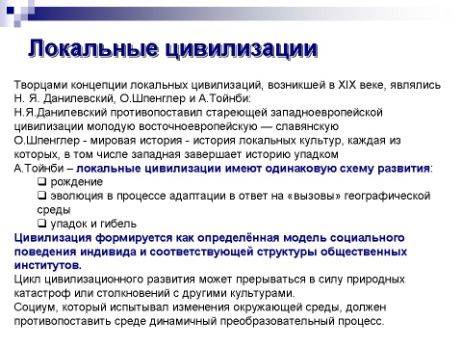 Локальные цивилизации
Творцами концепции локальных цивилизаций, возникшей в XIX веке, являлись
Н. Я. Данилевский, О.Шпенглер и А.Тойнби:
Н.Я.Данилевский противопоставил стареющей западноевропейской
цивилизации молодую восточноевропейскую — славянскую
О.Шпенглер - мировая история - история локальных культур, каждая из
которых, в том числе западная завершает историю упадком
А.Тойнби – локальные цивилизации имеют одинаковую схему развития:
❑ рождение
❑ эволюция в процессе адаптации в ответ на «вызовы» географической
среды
❑ упадок и гибель
Цивилизация формируется как определённая модель социального
поведения индивида и соответствующей структуры общественных
институтов.
Цикл цивилизационного развития может прерываться в силу природных
катастроф или столкновений с другими культурами.
Социум, который испытывал изменения окружающей среды, должен
противопоставить среде динамичный преобразовательный процесс.